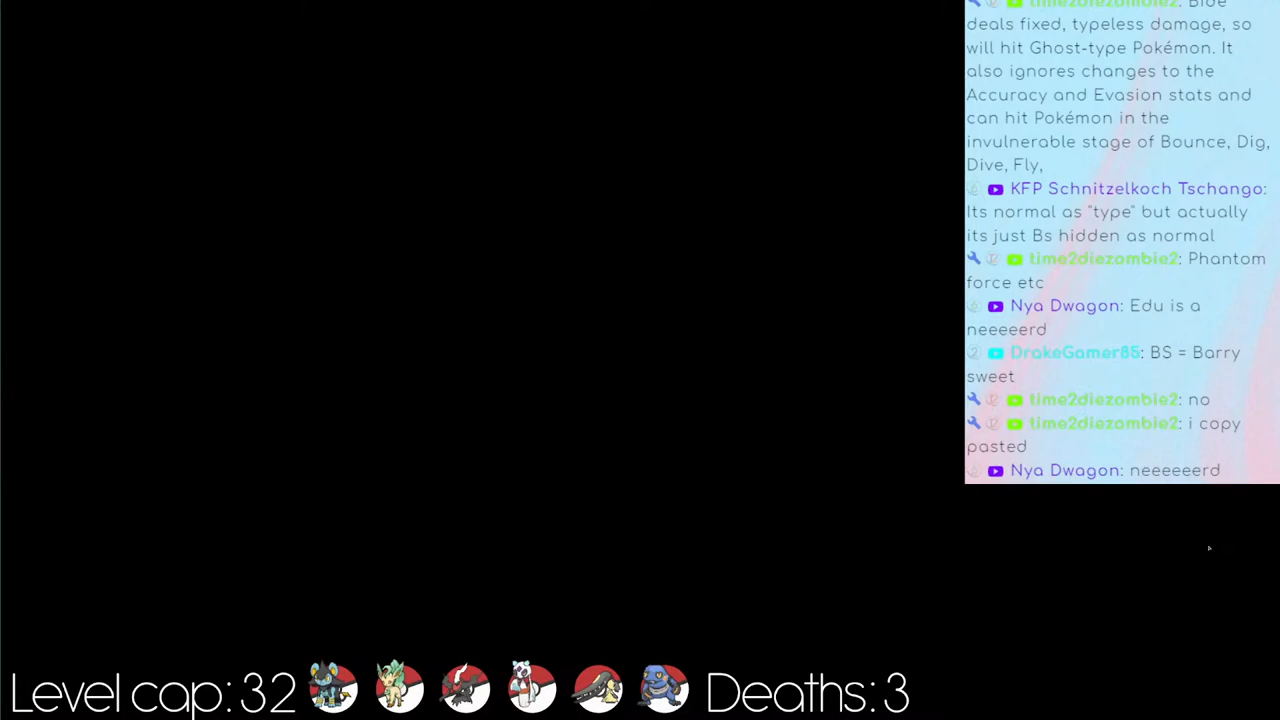 time2diezombie2: Bide
deals fixed, typeless damage, so
will hit Ghost-type Pokémon. It
also ignores changes to the
Accuracy and Evasion stats and
can hit Pokémon in the
invulnerable stage of Bounce, Dig,
Dive, Fly,
KFP Schnitzelkoch Tschango:
Its normal as "type" but actually
its just Bs hidden as normal
time2diezombie2: Phantom
force etc
Nya Dwagon: Edu is a
neeeeerd
DrakeGamer85: BS = Barry
sweet
time2diezombie2: no
time2diezombie2: i copy
pasted
Nya Dwagon: neeeeeerd
Level cap: 32
Deaths: 3